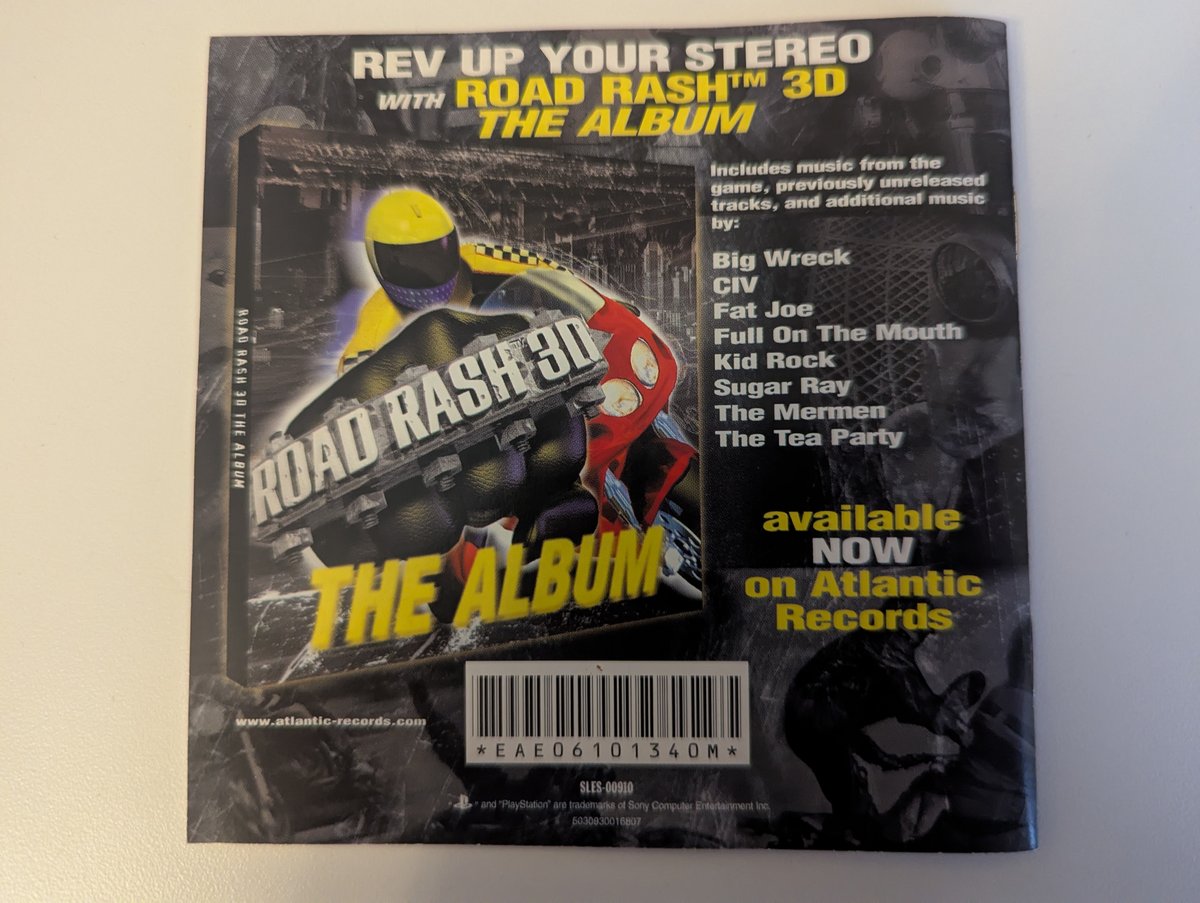 REV UP YOUR STEREO
WITH ROAD RASH™ 3D
THE ALBUM
Includes music from the
game, previously unreleased
tracks, and additional music
by:
Big Wreck
CIV
Fat Joe
Full On The Mouth
Kid Rock
Sugar Ray
The Mermen
The Tea Party
ROAD RASH 3D THE ALBUM
ROAD RASH™ 3D
THE ALBUM
available
NOW
on Atlantic
Records
www.atlantic-records.com
*EAE06101340M*
SLES-00910
" " and "PlayStation" are trademarks of Sony Computer Entertainment Inc.
5030930016807